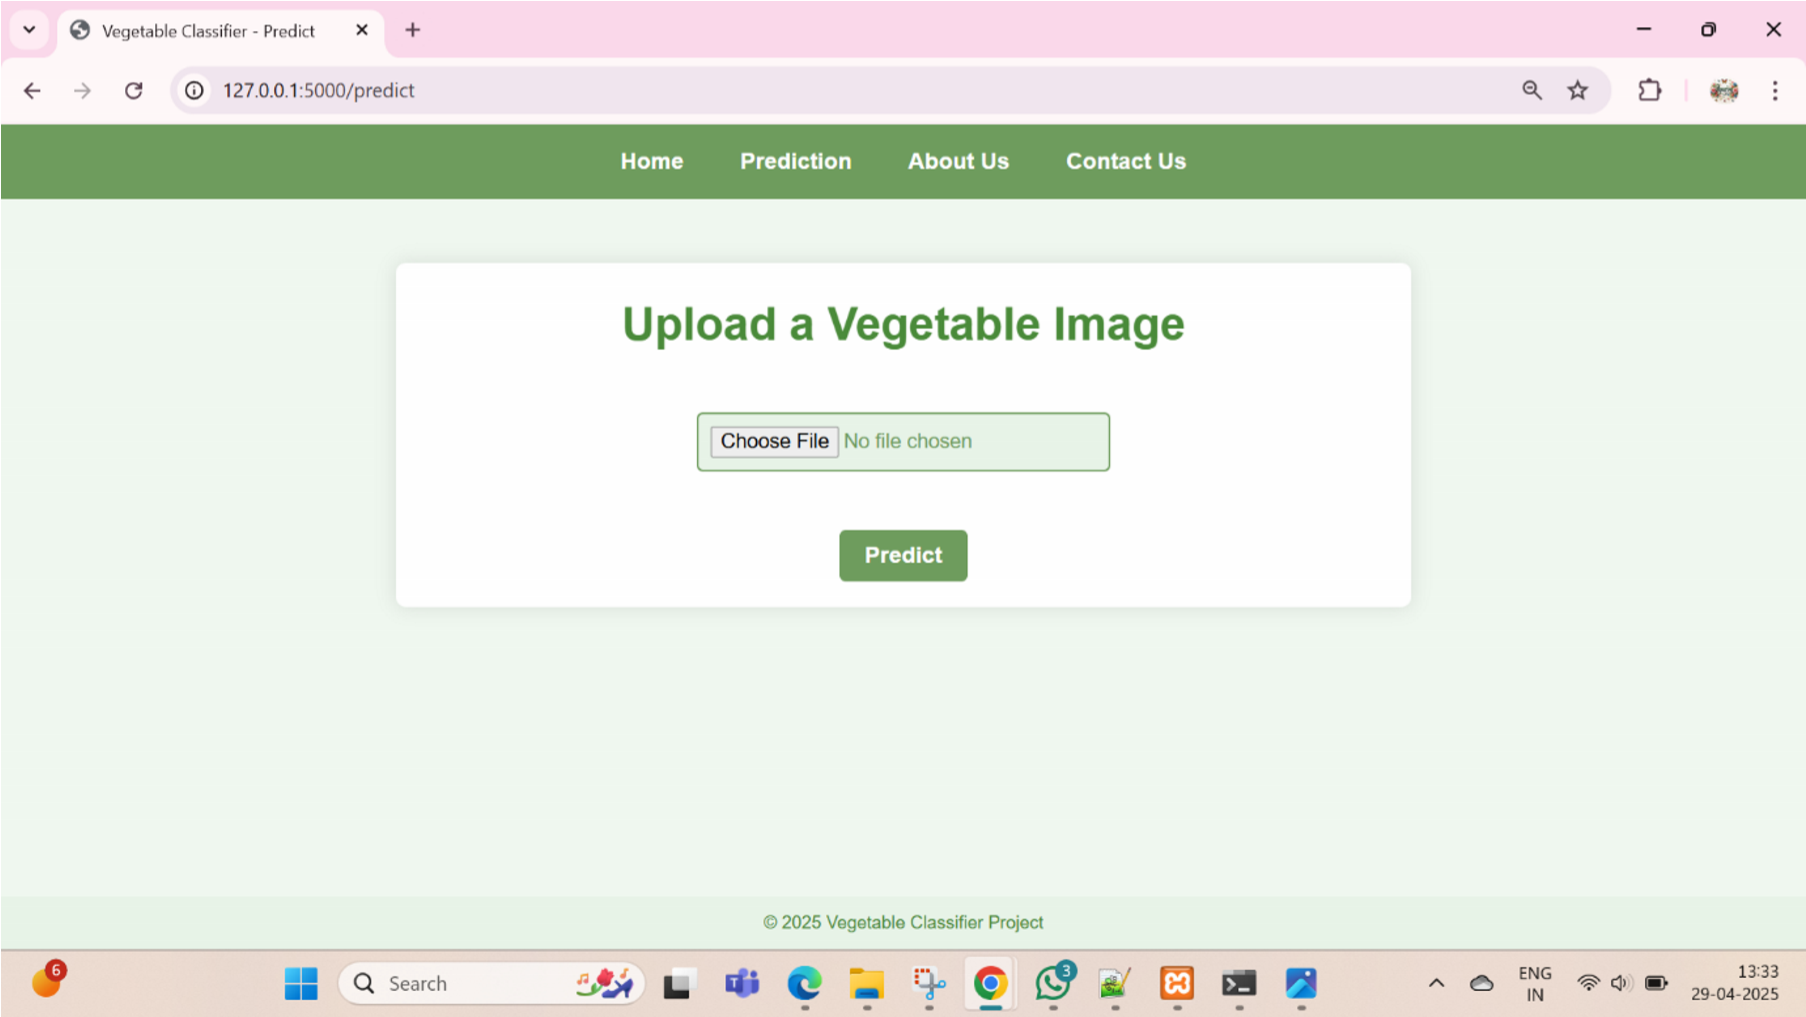 Vegetable Classifier - Predict
127.0.0.1:5000/predict
Home Prediction About Us Contact Us
Upload a Vegetable Image
Choose File No file chosen
Predict
© 2025 Vegetable Classifier Project
6
Search
3
ENG
IN
13:33
29-04-2025